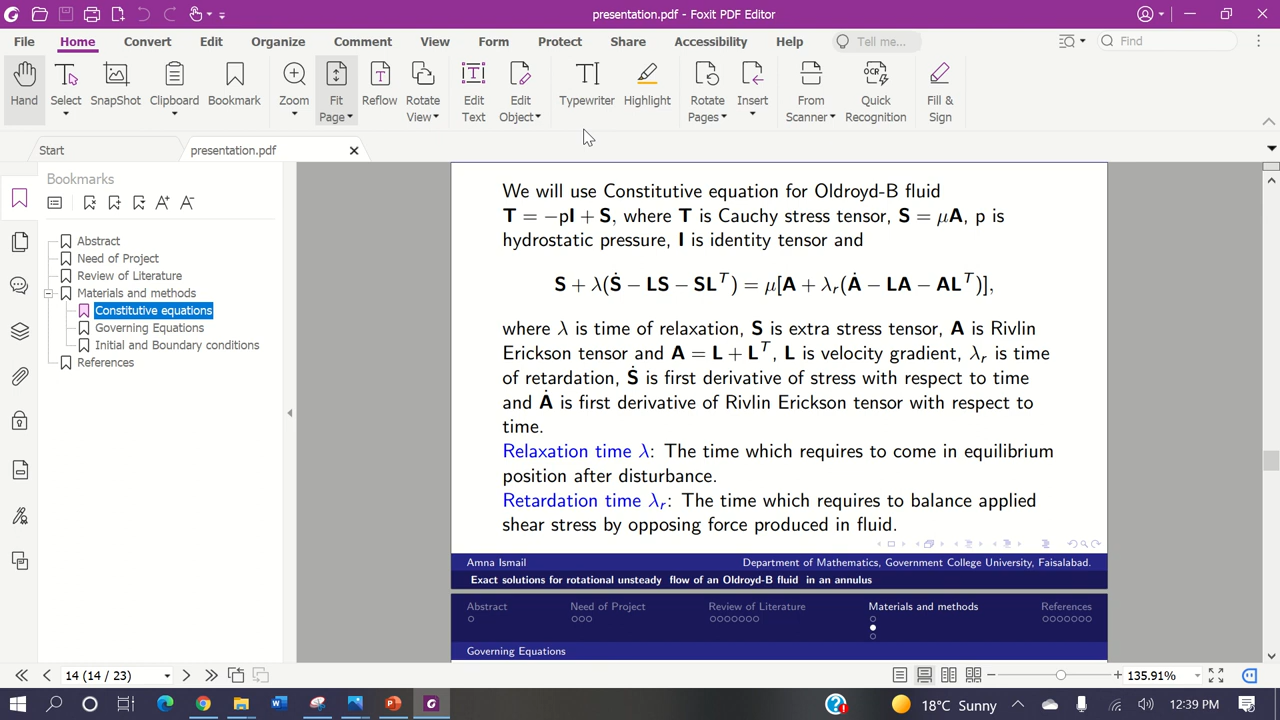 presentation.pdf - Foxit PDF Editor
File Home Convert Edit Organize Comment View Form Protect Share Accessibility Help Tell me... Find
Hand Select SnapShot Clipboard Bookmark Zoom Fit Page Reflow Rotate View Edit Text Edit Object Typewriter Highlight Rotate Pages Insert From Scanner OCR Quick Recognition Fill & Sign
Start presentation.pdf
Bookmarks
Abstract
Need of Project
Review of Literature
Materials and methods
Constitutive equations
Governing Equations
Initial and Boundary conditions
References
We will use Constitutive equation for Oldroyd-B fluid
T = −pI + S, where T is Cauchy stress tensor, S = μA, p is
hydrostatic pressure, I is identity tensor and
S + λ(Ṡ − LS − SLᵀ) = μ[A + λᵣ(Ȧ − LA − ALᵀ)],
where λ is time of relaxation, S is extra stress tensor, A is Rivlin
Erickson tensor and A = L + Lᵀ, L is velocity gradient, λᵣ is time
of retardation, Ṡ is first derivative of stress with respect to time
and Ȧ is first derivative of Rivlin Erickson tensor with respect to
time.
Relaxation time λ: The time which requires to come in equilibrium
position after disturbance.
Retardation time λᵣ: The time which requires to balance applied
shear stress by opposing force produced in fluid.
Amna Ismail Department of Mathematics, Government College University, Faisalabad.
Exact solutions for rotational unsteady flow of an Oldroyd-B fluid in an annulus
Abstract Need of Project Review of Literature Materials and methods References
Governing Equations
14 (14 / 23) 135.91%
18°C Sunny 12:39 PM